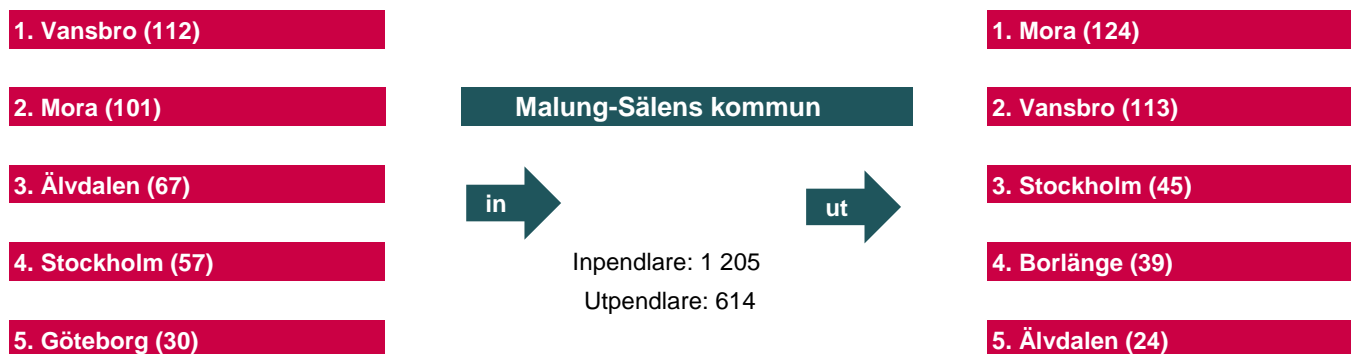 1. Vansbro (112)
2. Mora (101)
3. Älvdalen (67)
4. Stockholm (57)
5. Göteborg (30)
Malung-Sälens kommun
in
ut
Inpendlare: 1 205
Utpendlare: 614
1. Mora (124)
2. Vansbro (113)
3. Stockholm (45)
4. Borlänge (39)
5. Älvdalen (24)